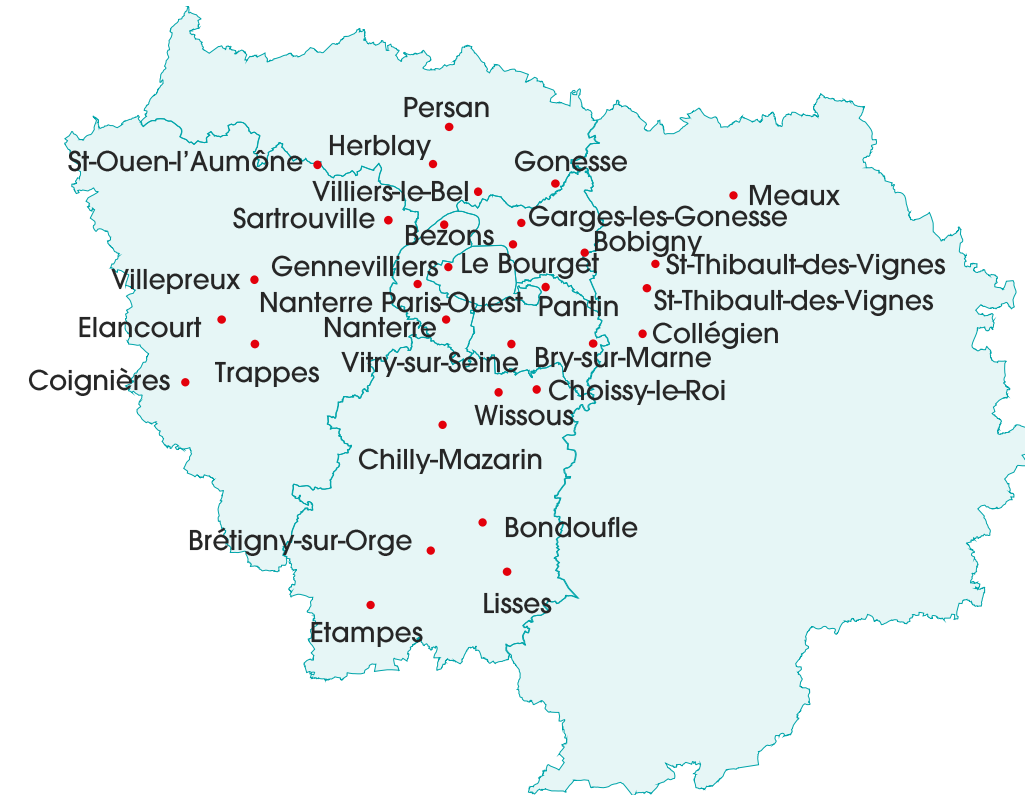 Persan
Herblay
St-Ouen-l'Aumône
Gonesse
Villiers-le-Bel
Meaux
Sartrouville
Garges-les-Gonesse
Bezons
Bobigny
Gennevilliers
Le Bourget
St-Thibault-des-Vignes
Villepreux
Nanterre Paris-Ouest
Pantin
St-Thibault-des-Vignes
Elancourt
Nanterre
Collégien
Vitry-sur-Seine
Bry-sur-Marne
Trappes
Coignières
Choissy-le-Roi
Wissous
Chilly-Mazarin
Bondoufle
Brétigny-sur-Orge
Lisses
Etampes